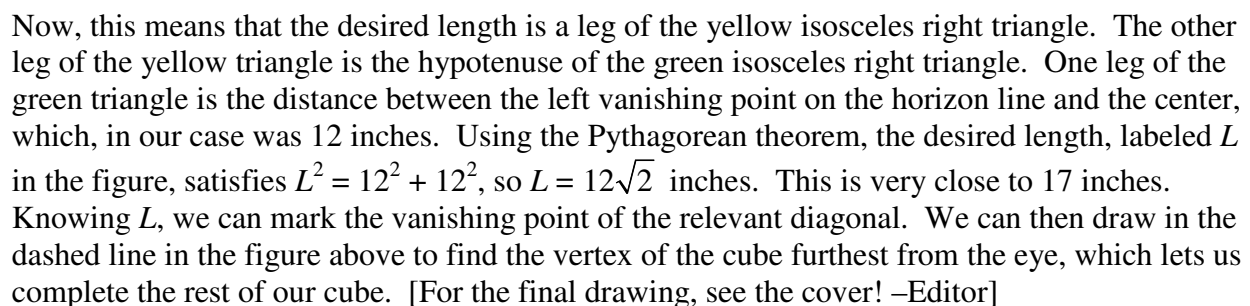 Now, this means that the desired length is a leg of the yellow isosceles right triangle.  The other
leg of the yellow triangle is the hypotenuse of the green isosceles right triangle.  One leg of the
green triangle is the distance between the left vanishing point on the horizon line and the center,
which, in our case was 12 inches.  Using the Pythagorean theorem, the desired length, labeled L
in the figure, satisfies L² = 12² + 12², so L = 12√2 inches.  This is very close to 17 inches.
Knowing L, we can mark the vanishing point of the relevant diagonal.  We can then draw in the
dashed line in the figure above to find the vertex of the cube furthest from the eye, which lets us
complete the rest of our cube.  [For the final drawing, see the cover! –Editor]